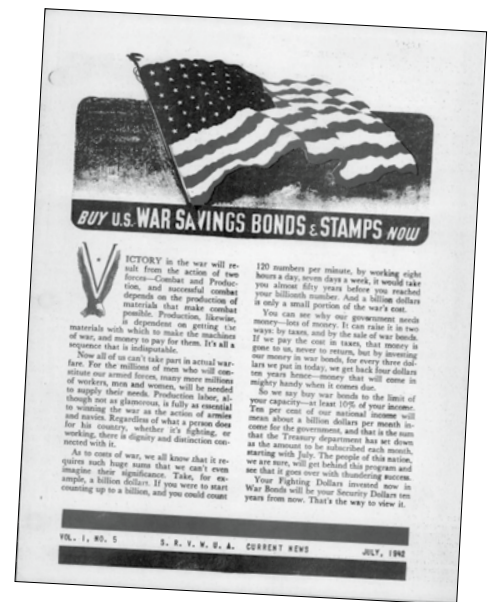 BUY U.S. WAR SAVINGS BONDS & STAMPS NOW
VICTORY in the war will re-
sult from the action of two
forces—Combat and Produc-
tion, and successful combat
depends on the production of
materials that make combat
possible. Production, likewise,
is dependent on getting the
materials with which to make the machines
of war, and money to pay for them. It's all a
sequence that is indisputable.
Now all of us can't take part in actual war-
fare. For the millions of men who will con-
stitute our armed forces, many more millions
of workers, men and women, will be needed
to supply their needs. Production labor, al-
though not as glamorous, is fully as essential
to winning the war as the action of armies
and navies. Regardless of what a person does
for his country, whether it's fighting, or
working, there is dignity and distinction con-
nected with it.
As to costs of war, we all know that it re-
quires such huge sums that we can't even
imagine their significance. Take, for ex-
ample, a billion dollars. If you were to start
counting up to a billion, and you could count
120 numbers per minute, by working eight
hours a day, seven days a week, it would take
you almost fifty years before you reached
your billionth number. And a billion dollars
is only a small portion of the war's cost.
You can see why our government needs
money—lots of money. It can raise it in two
ways: by taxes, and by the sale of war bonds.
If we pay the cost in taxes, that money is
gone to us, never to return, but by investing
our money in war bonds, for every three dol-
lars we put in today, we get back four dollars
ten years hence—money that will come in
mighty handy when it comes due.
So we say buy war bonds to the limit of
your capacity—at least 10% of your income.
Ten per cent of our national income will
mean about a billion dollars per month in-
come for the government, and that is the sum
that the Treasury department has set down
as the amount to be subscribed each month,
starting with July. The people of this nation,
we are sure, will get behind this program and
see that it goes over with thundering success.
Your Fighting Dollars invested now in
War Bonds will be your Security Dollars ten
years from now. That's the way to view it.
VOL. I, NO. 5 S. R. V. W. U. A. CURRENT NEWS JULY, 1942